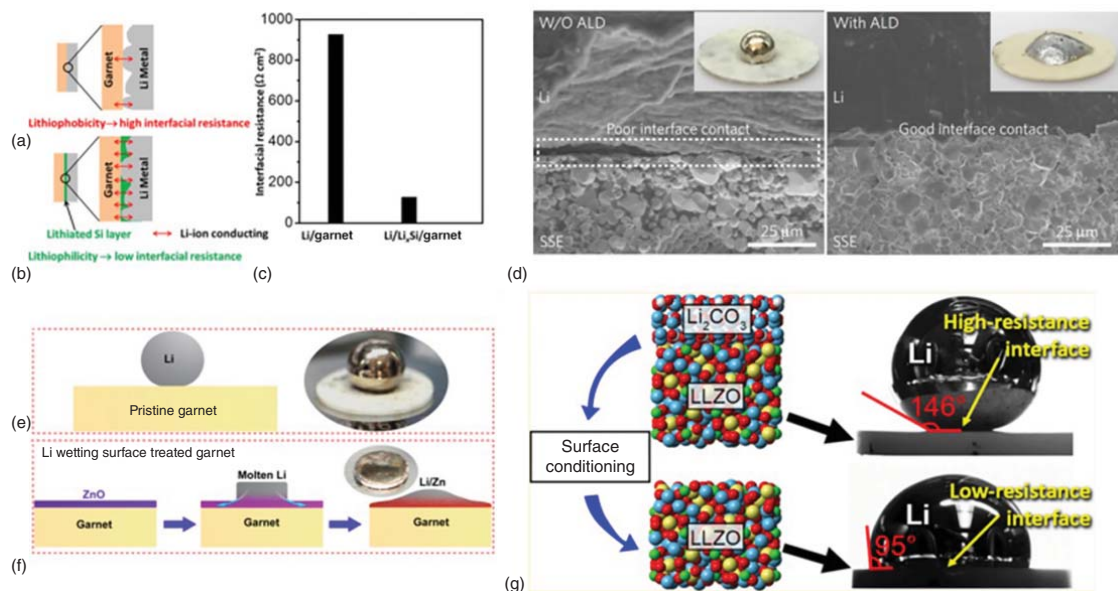 Garnet
Li Metal
Lithiophobicity→ high interfacial resistance
(a)
Garnet
Li Metal
Lithiated Si layer
Li-ion conducting
Lithiophilicity→ low interfacial resistance
(b)
Interfacial resistance (Ω cm²)
1000
800
600
400
200
0
Li/garnet
Li/LiₓSi/garnet
(c)
W/O ALD
Li
Poor interface contact
SSE
25 μm
With ALD
Li
Good interface contact
SSE
25 μm
(d)
Li
Pristine garnet
(e)
Li wetting surface treated garnet
ZnO
Garnet
Molten Li
Garnet
Li/Zn
Garnet
(f)
Li₂CO₃
LLZO
Surface
conditioning
LLZO
Li
High-resistance
interface
146°
Li
Low-resistance
interface
95°
(g)